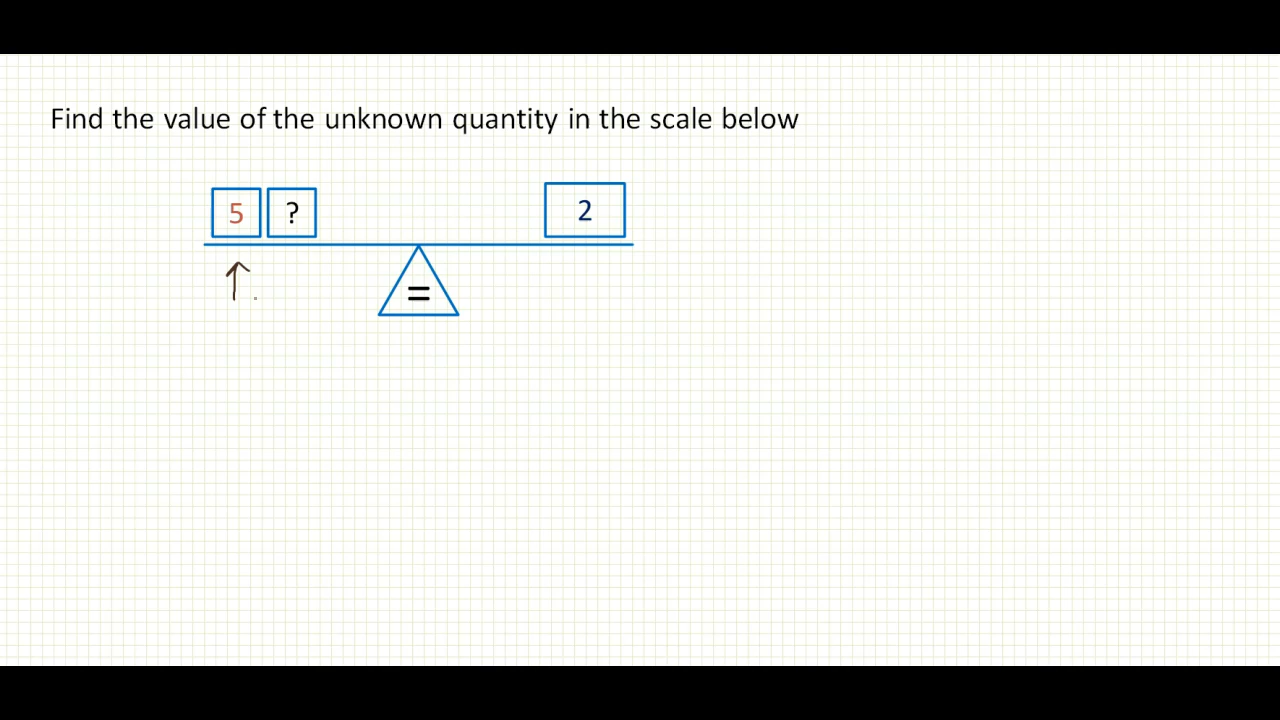 Find the value of the unknown quantity in the scale below
5 ? 2
=